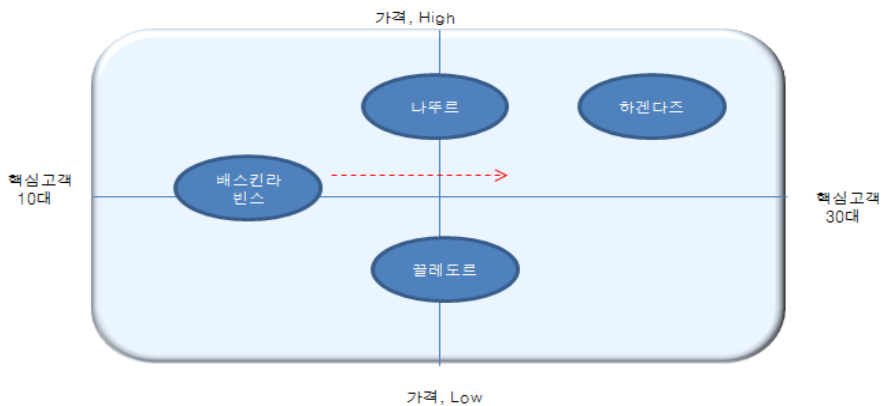 가격, High
나뚜르
하겐다즈
배스킨라
빈스
핵심고객
10대
핵심고객
30대
끌레도르
가격, Low